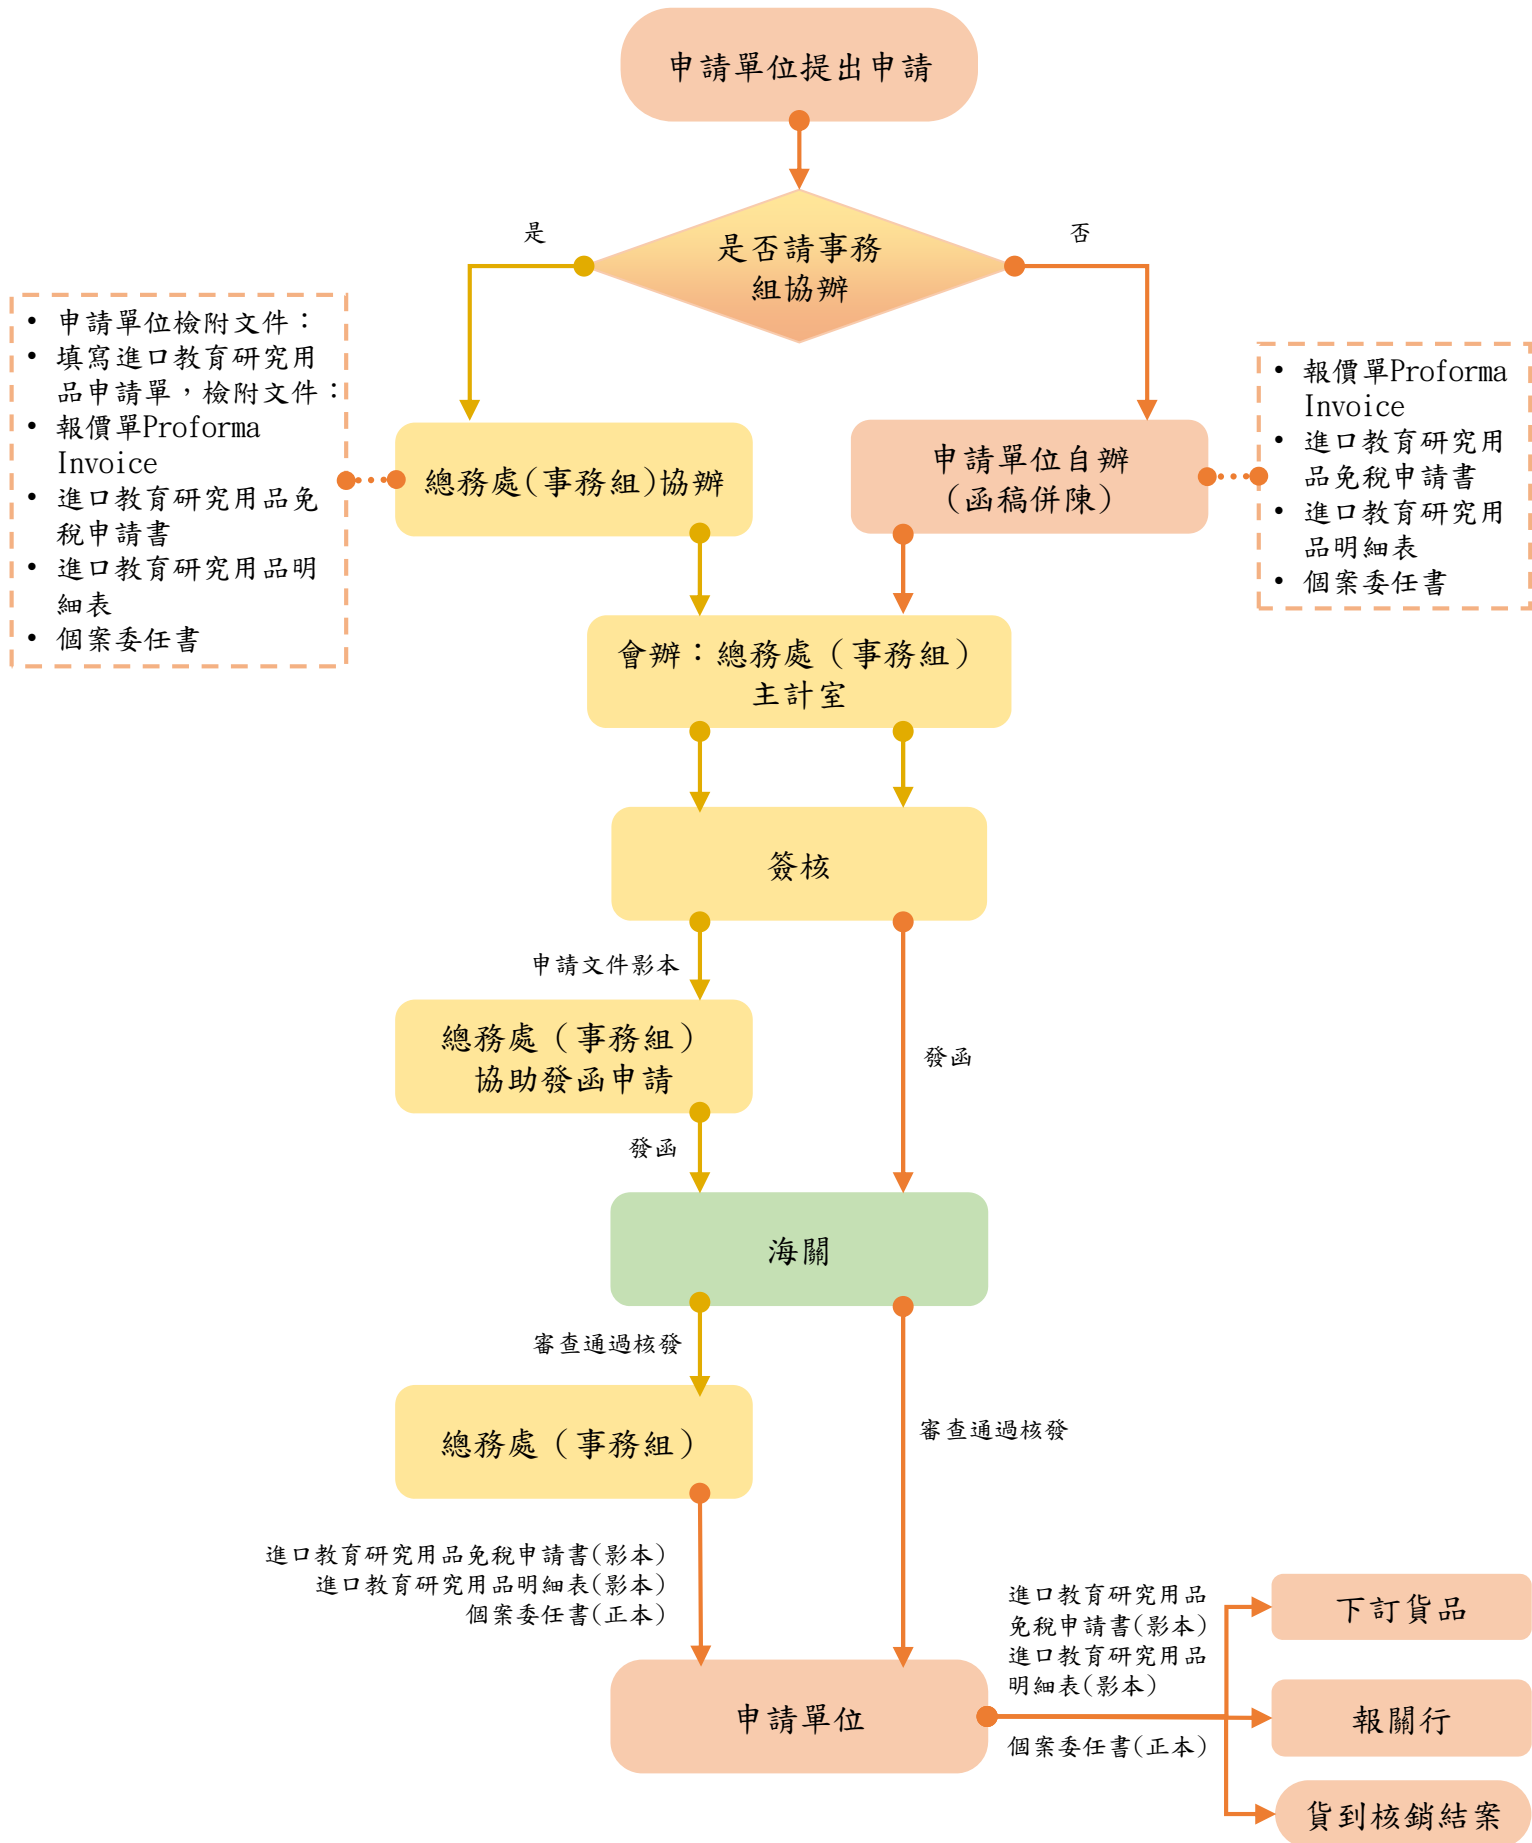 申請單位提出申請
是
否
是否請事務
組協辦
• 申請單位檢附文件：
• 填寫進口教育研究用
品申請單，檢附文件：
• 報價單Proforma
Invoice
• 進口教育研究用品免
稅申請書
• 進口教育研究用品明
細表
• 個案委任書
總務處(事務組)協辦
申請單位自辦
（函稿併陳）
• 報價單Proforma
Invoice
• 進口教育研究用
品免稅申請書
• 進口教育研究用
品明細表
• 個案委任書
會辦：總務處（事務組）
主計室
簽核
申請文件影本
總務處（事務組）
協助發函申請
發函
發函
海關
審查通過核發
審查通過核發
總務處（事務組）
進口教育研究用品免稅申請書(影本)
進口教育研究用品明細表(影本)
個案委任書(正本)
申請單位
進口教育研究用品
免稅申請書(影本)
進口教育研究用品
明細表(影本)
個案委任書(正本)
下訂貨品
報關行
貨到核銷結案